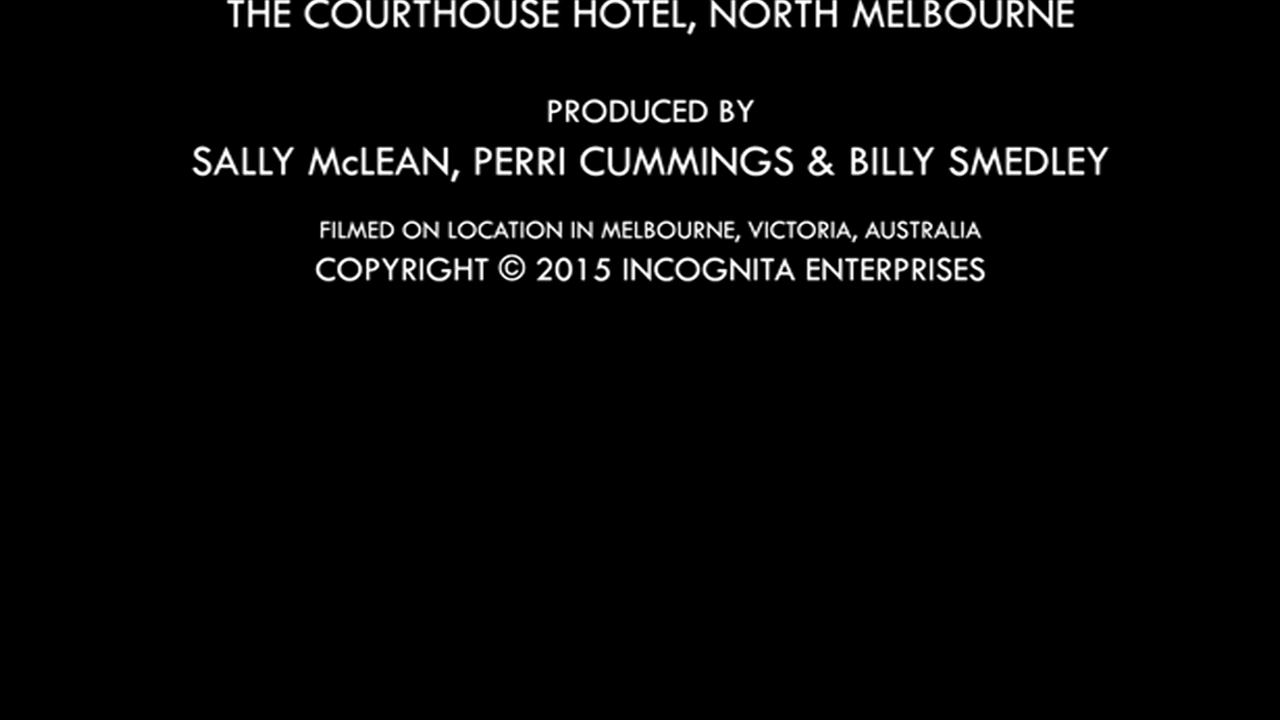 THE COURTHOUSE HOTEL, NORTH MELBOURNE
PRODUCED BY
SALLY McLEAN, PERRI CUMMINGS & BILLY SMEDLEY
FILMED ON LOCATION IN MELBOURNE, VICTORIA, AUSTRALIA
COPYRIGHT © 2015 INCOGNITA ENTERPRISES